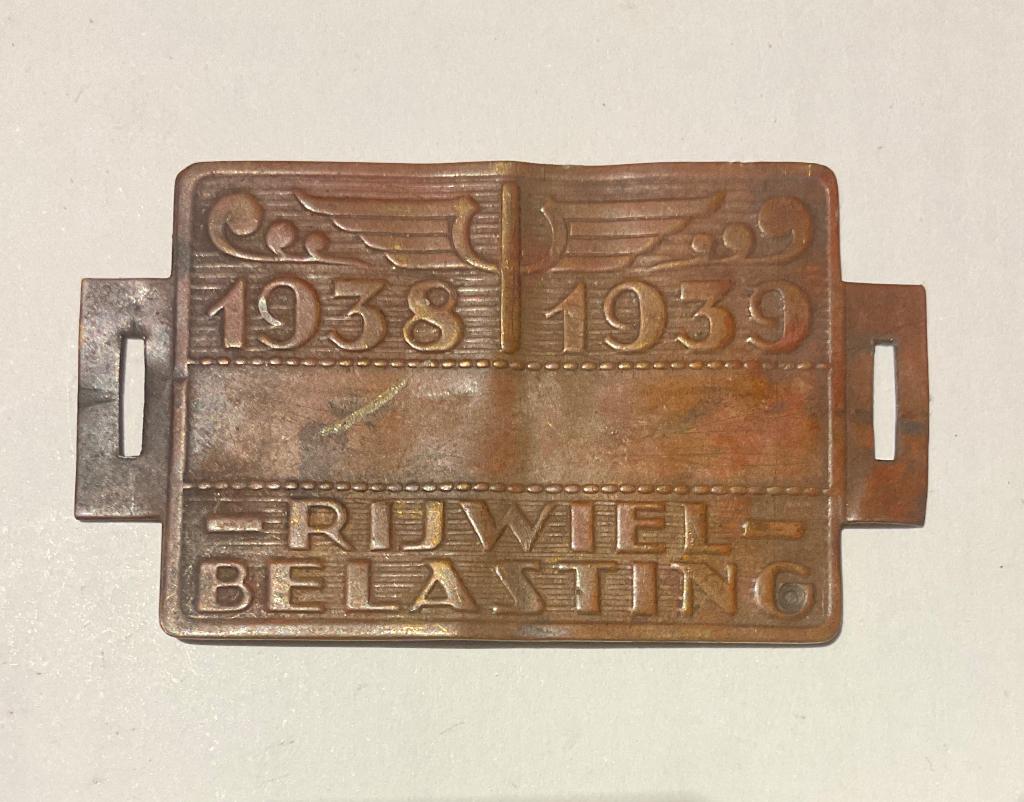 1938 1939
-RIJWIEL-
BELASTING